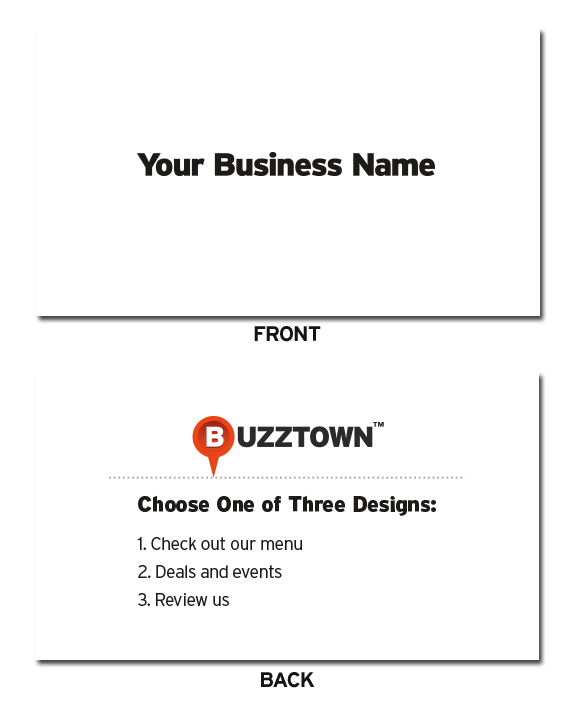 Your Business Name
FRONT
BUZZTOWN™
Choose One of Three Designs:
1. Check out our menu
2. Deals and events
3. Review us
BACK